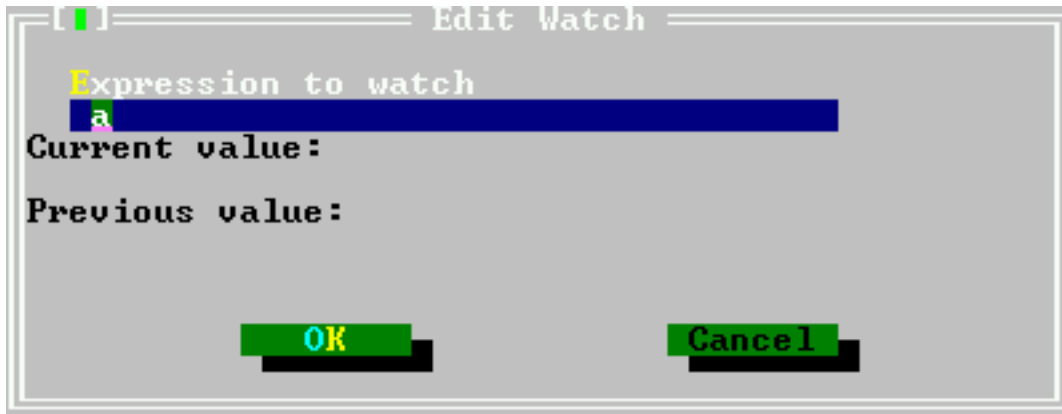 Edit Watch
Expression to watch
a
Current value:
Previous value:
OK Cancel